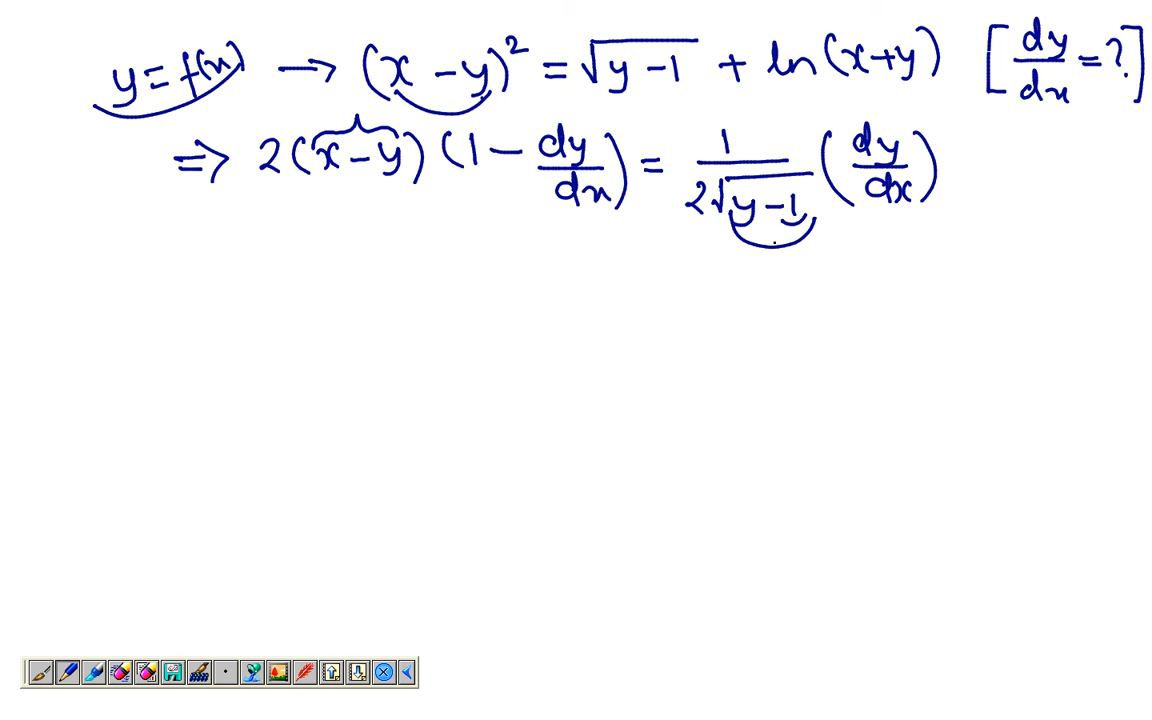 y = f(x) → (x - y)² = √(y - 1) + ln(x+y) [dy/dx = ?]
⇒ 2(x - y)(1 - dy/dx) = 1/(2√(y - 1)) (dy/dx)